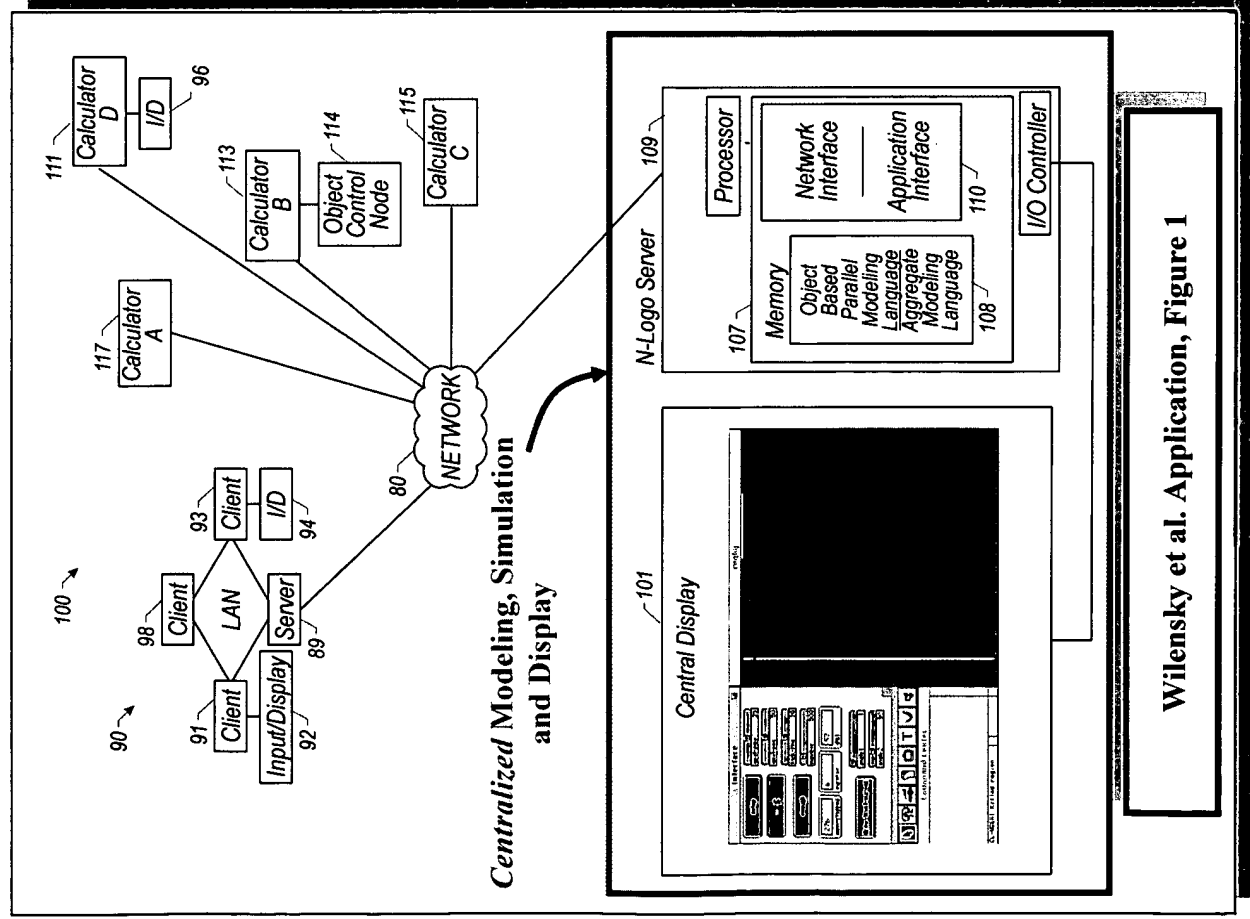 100
90
98
Client
91
Client
93
Client
LAN
Server
89
Input/Display
92
I/D
94
117
Calculator
A
111
Calculator
D
I/D
96
113
Calculator
B
114
Object
Control
Node
115
Calculator
C
NETWORK
80
Centralized Modeling, Simulation
and Display
101
Central Display
Interface
N-Logo Server
109
Processor
107
Memory
Object
Based
Parallel
Modeling
Language
Aggregate
Modeling
Language
108
Network
Interface
Application
Interface
110
I/O Controller
Wilensky et al. Application, Figure 1